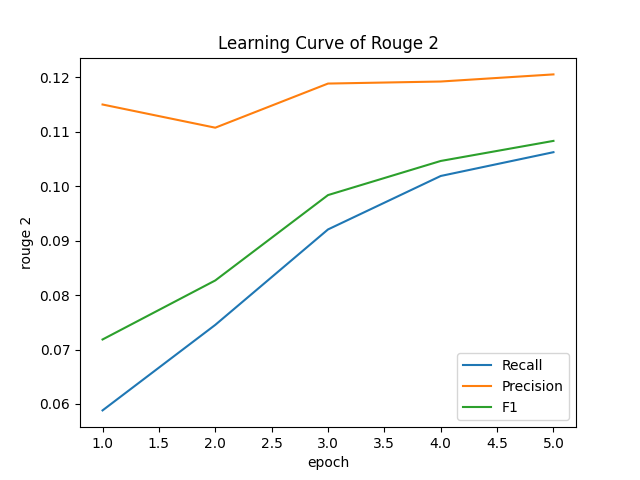 Learning Curve of Rouge 2
rouge 2
0.12
0.11
0.10
0.09
0.08
0.07
0.06
1.0 1.5 2.0 2.5 3.0 3.5 4.0 4.5 5.0
epoch
Recall
Precision
F1